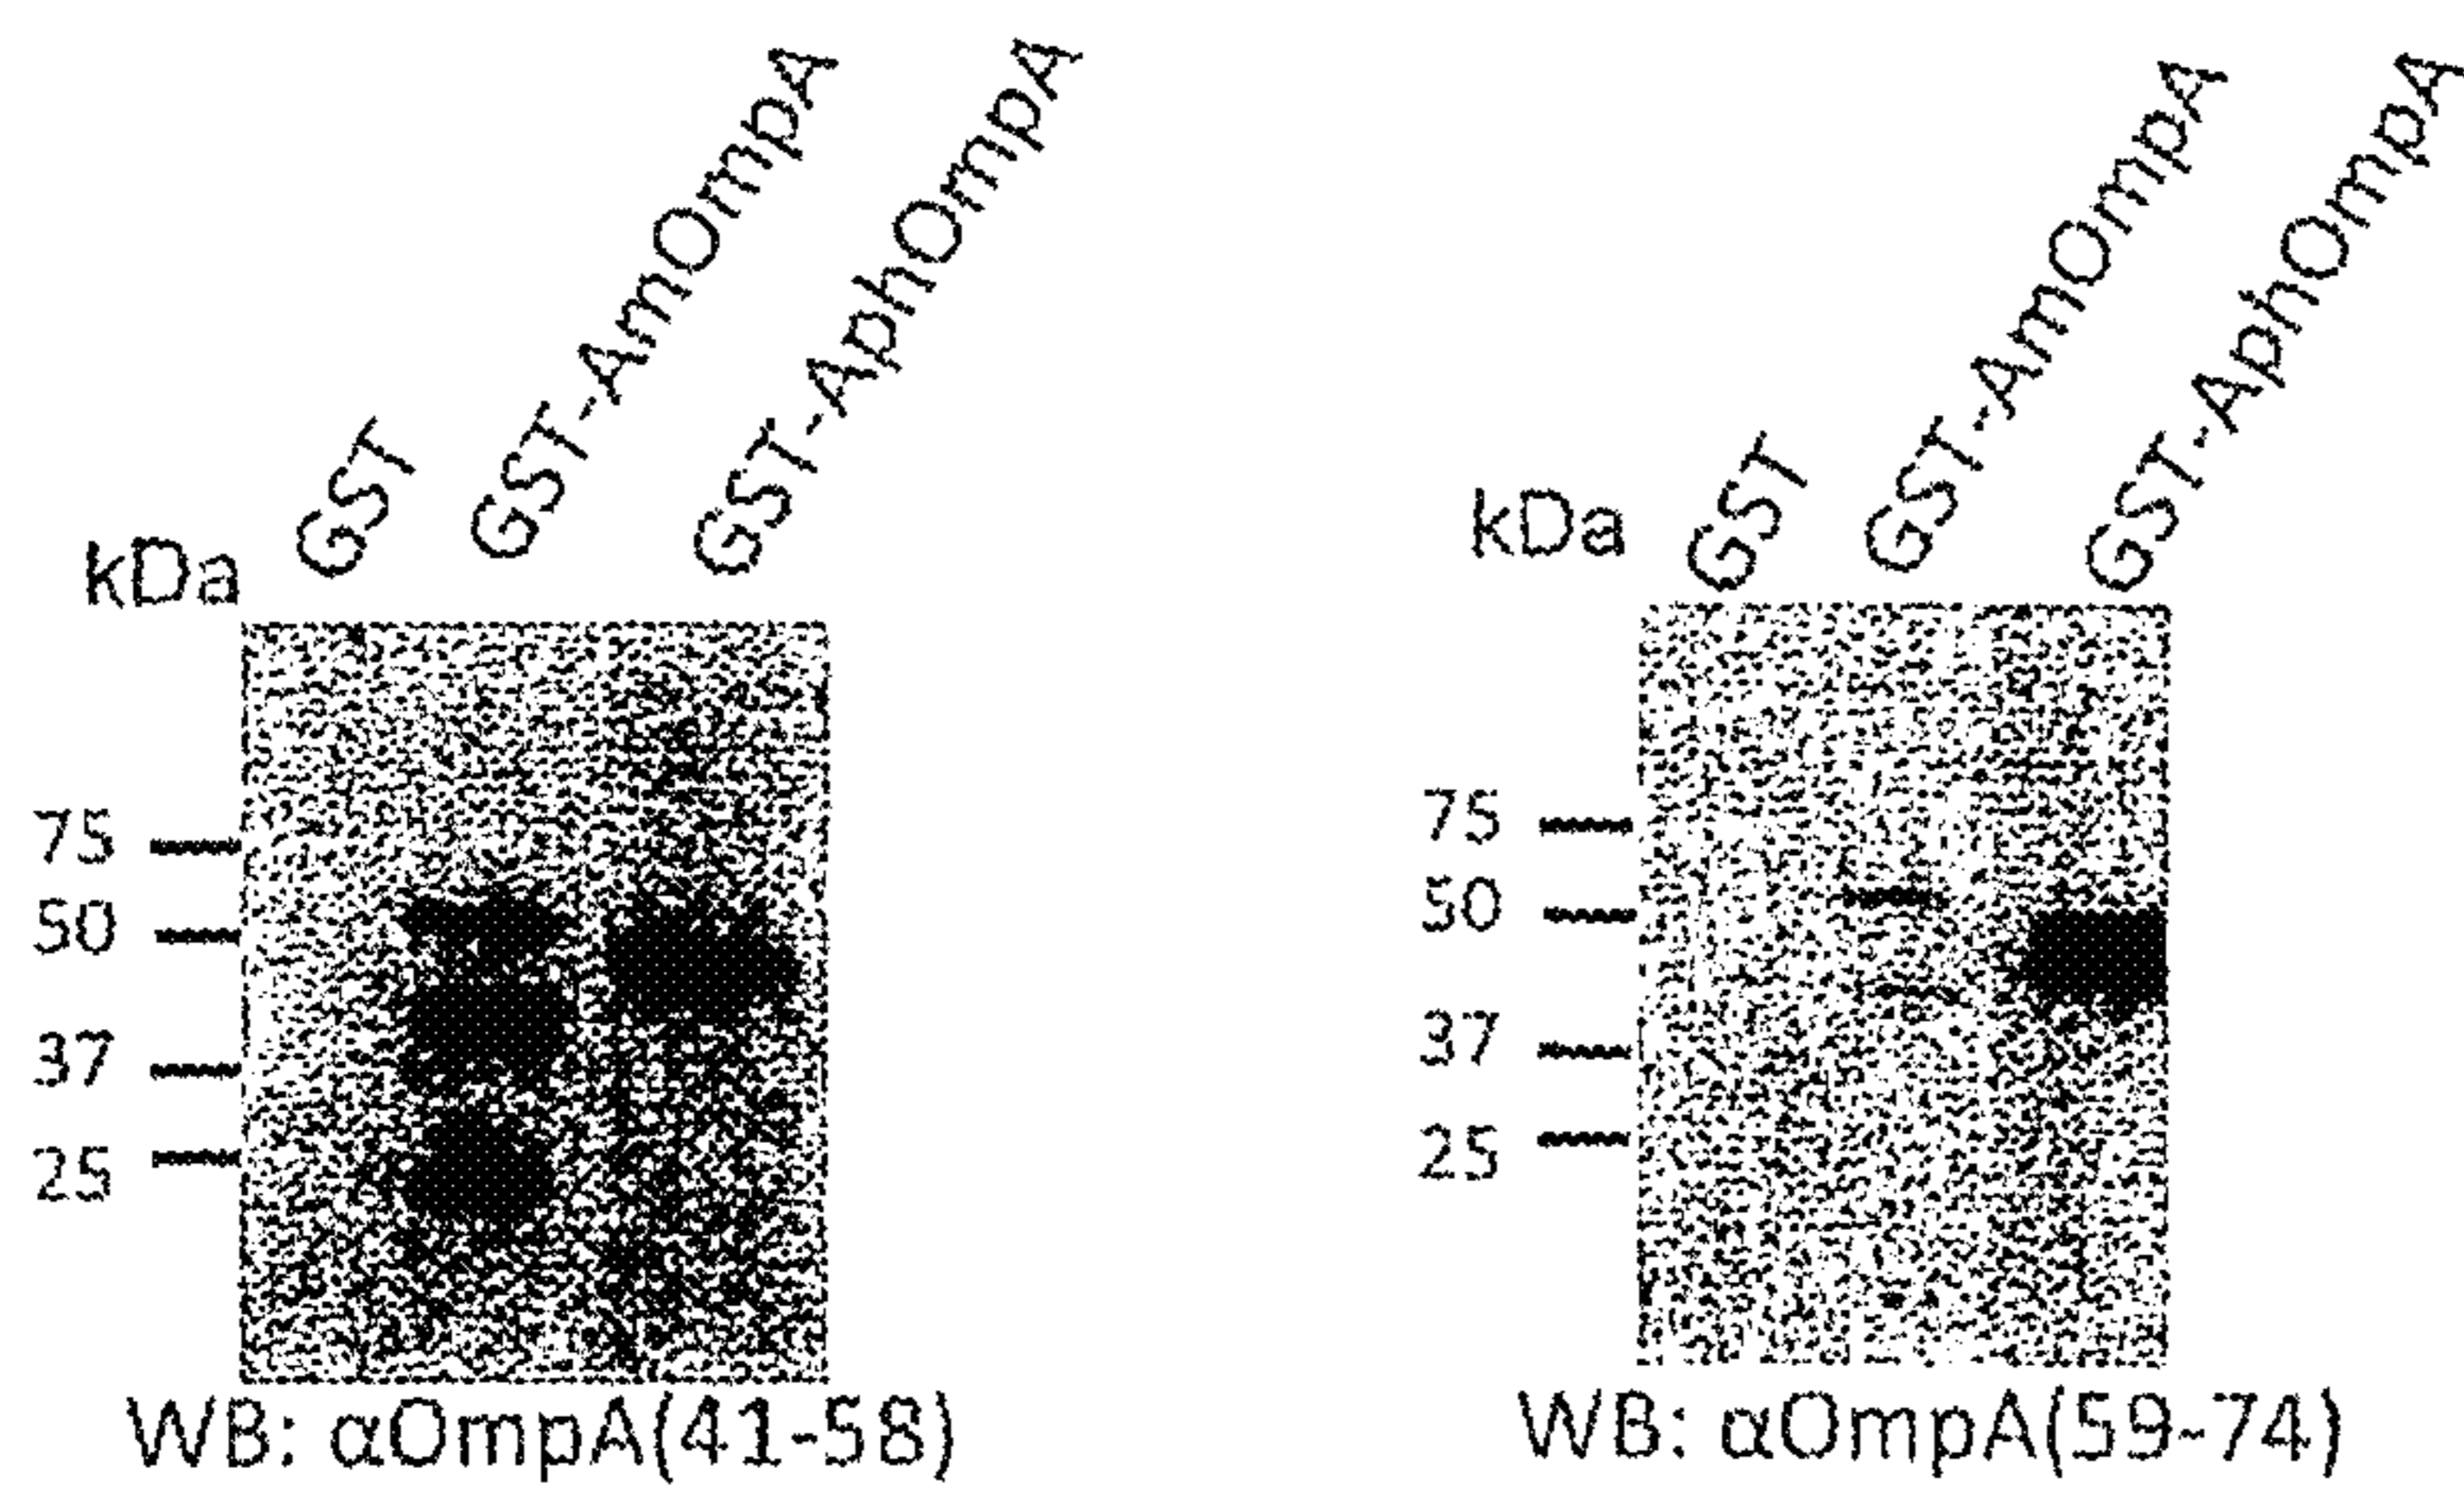 GST
GST-AmOmpA
GST-AphOmpA
kDa
75
50
37
25
WB: αOmpA(41-58)
GST
GST-AmOmpA
GST-AphOmpA
kDa
75
50
37
25
WB: αOmpA(59-74)